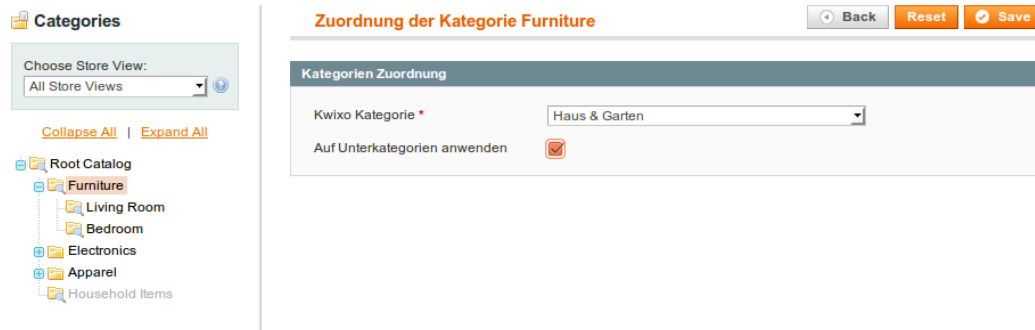 Categories
Choose Store View:
All Store Views
Collapse All | Expand All
Root Catalog
Furniture
Living Room
Bedroom
Electronics
Apparel
Household Items
Zuordnung der Kategorie Furniture
Back
Reset
Save
Kategorien Zuordnung
Kwixo Kategorie *
Haus & Garten
Auf Unterkategorien anwenden